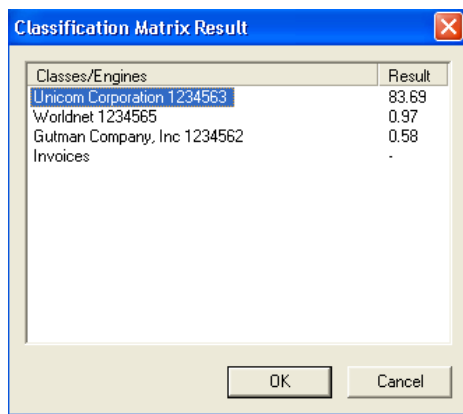 Classification Matrix Result
Classes/Engines Result
Unicom Corporation 1234563 83.69
Worldnet 1234565 0.97
Gutman Company, Inc 1234562 0.58
Invoices -
OK Cancel